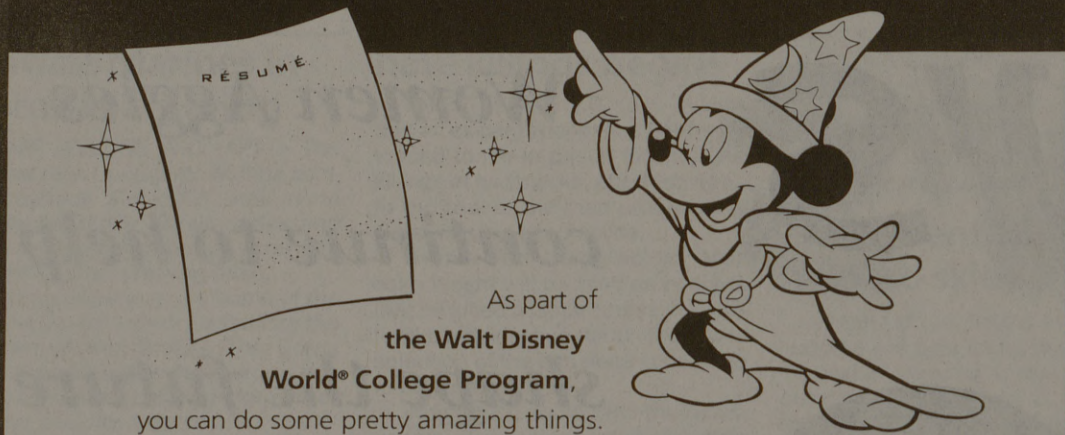 RÉSUMÉ
As part of
the Walt Disney
World® College Program,
you can do some pretty amazing things.